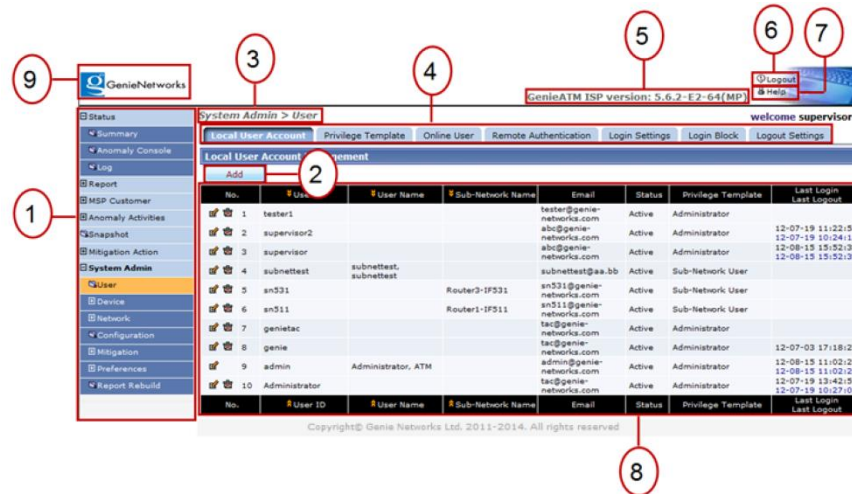 3
4
5
6
7
9
GenieNetworks
Logout
Help
GenieATM ISP version: 5.6.2-E2-64(MP)
System Admin > User
welcome supervisor
Status
Summary
Anomaly Console
Log
Report
MSP Customer
Anomaly Activities
Snapshot
Mitigation Action
System Admin
User
Device
Network
Configuration
Mitigation
Preferences
Report Rebuild
1
Local User Account Privilege Template Online User Remote Authentication Login Settings Login Block Logout Settings
Local User Account
Add
2
No. User Name Sub-Network Name Email Status Privilege Template Last Login Last Logout
1 tester1 tester@genie-networks.com Active Administrator
2 supervisor2 abc@genie-networks.com Active Administrator 12-07-19 11:22:5 12-07-19 10:24:1
3 supervisor abc@genie-networks.com Active Administrator 12-08-15 15:52:3 12-08-15 15:52:3
4 subnettest subnettest, subnettest subnettest@aa.bb Active Sub-Network User
5 sn531 Router3-IF531 sn531@genie-networks.com Active Sub-Network User
6 sn511 Router1-IF511 sn511@genie-networks.com Active Sub-Network User
7 genietac tac@genie-networks.com Active Administrator
8 genie tac@genie-networks.com Active Administrator 12-07-03 17:18:2
9 admin Administrator, ATM admin@genie-networks.com Active Administrator 12-08-15 11:02:2 12-08-15 11:02:2
10 Administrator tac@genie-networks.com Active Administrator 12-07-19 13:42:5 12-07-19 10:27:0
No. User ID User Name Sub-Network Name Email Status Privilege Template Last Login Last Logout
Copyright© Genie Networks Ltd. 2011-2014. All rights reserved
8